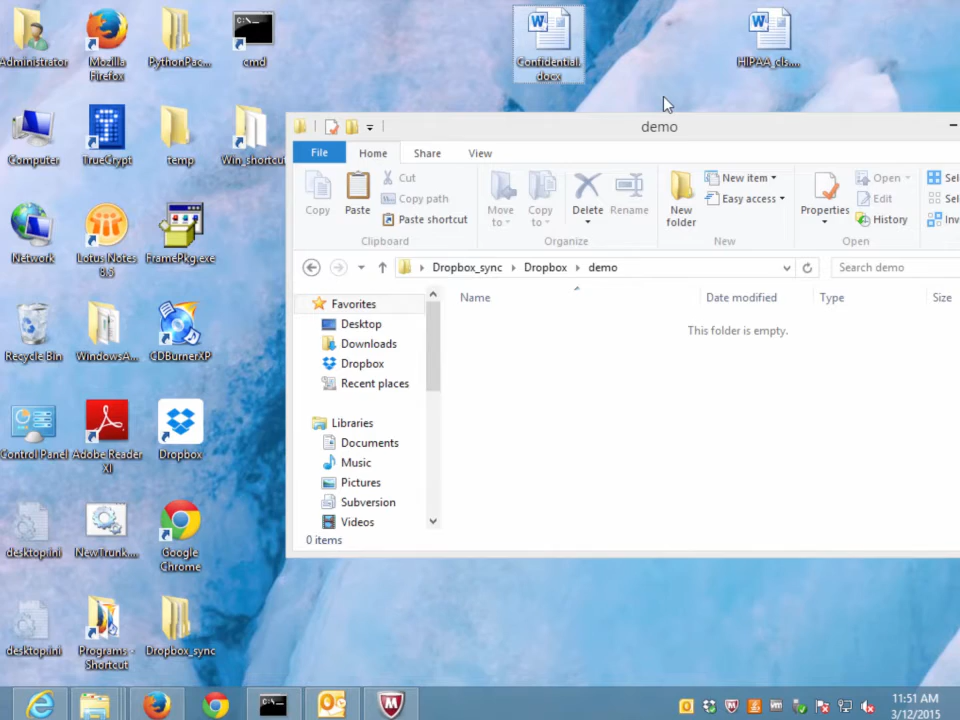 Administrator
Mozilla
Firefox
PythonPac...
cmd
Confidential.
docx
HIPAA_cls....
Computer
TrueCrypt
temp
Win_shortcut
Network
Lotus Notes
8.5
FramePkg.exe
Recycle Bin
WindowsA...
CDBurnerXP
Control Panel
Adobe Reader
XI
Dropbox
desktop.ini
NewTrunk....
Google
Chrome
desktop.ini
Programs -
Shortcut
Dropbox_sync
demo
File
Home
Share
View
Copy
Paste
Cut
Copy path
Paste shortcut
Clipboard
Move
to
Copy
to
Delete
Rename
Organize
New
folder
New item
Easy access
New
Properties
Open
Edit
History
Open
Sel
Sel
Inv
Dropbox_sync
Dropbox
demo
Search demo
Favorites
Desktop
Downloads
Dropbox
Recent places
Libraries
Documents
Music
Pictures
Subversion
Videos
Name
Date modified
Type
Size
This folder is empty.
0 items
11:51 AM
3/12/2015